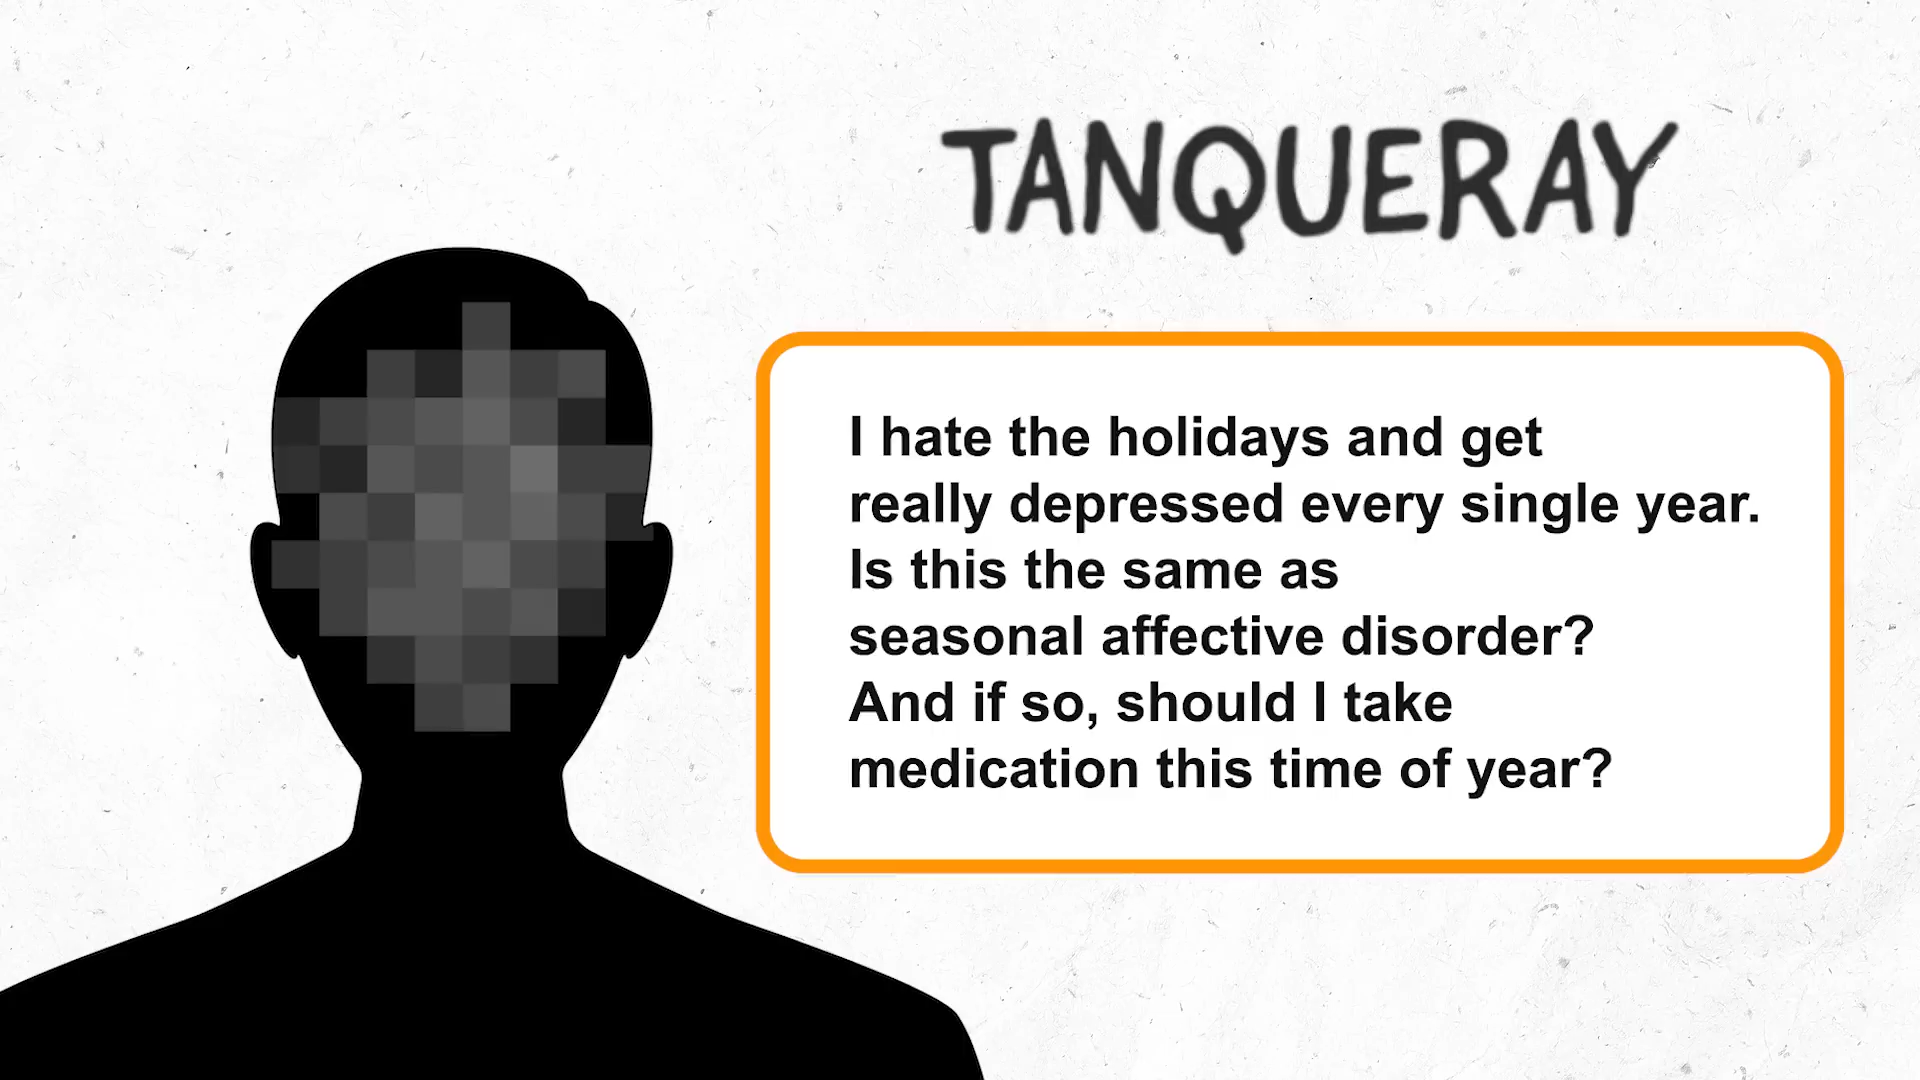 TANQUERAY
I hate the holidays and get
really depressed every single year.
Is this the same as
seasonal affective disorder?
And if so, should I take
medication this time of year?